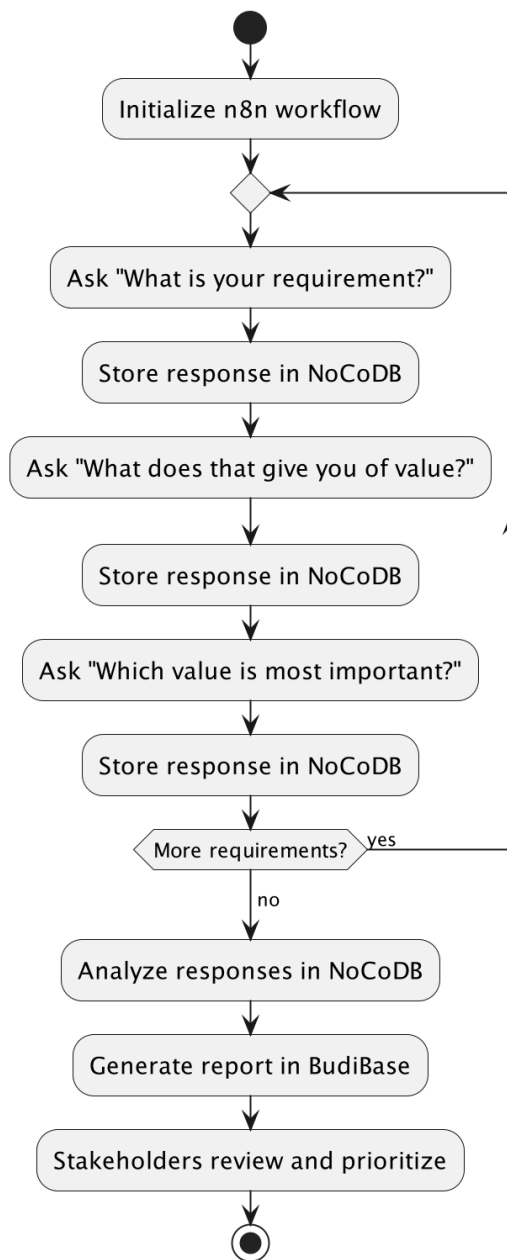 Initialize n8n workflow
Ask "What is your requirement?"
Store response in NoCoDB
Ask "What does that give you of value?"
Store response in NoCoDB
Ask "Which value is most important?"
Store response in NoCoDB
More requirements?
yes
no
Analyze responses in NoCoDB
Generate report in BudiBase
Stakeholders review and prioritize